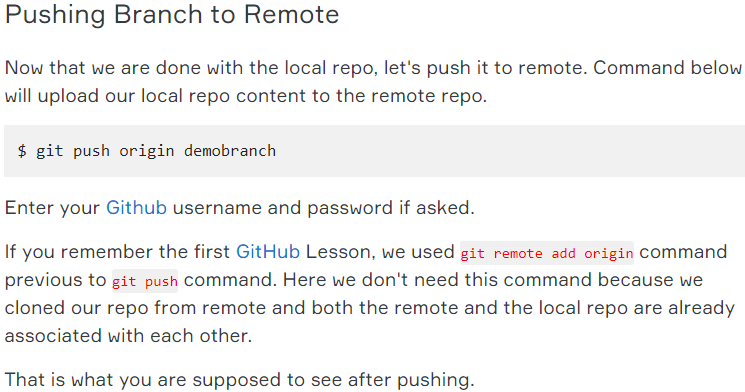 Pushing Branch to Remote
Now that we are done with the local repo, let's push it to remote. Command below
will upload our local repo content to the remote repo.
$ git push origin demobranch
Enter your Github username and password if asked.
If you remember the first GitHub Lesson, we used git remote add origin command
previous to git push command. Here we don't need this command because we
cloned our repo from remote and both the remote and the local repo are already
associated with each other.
That is what you are supposed to see after pushing.